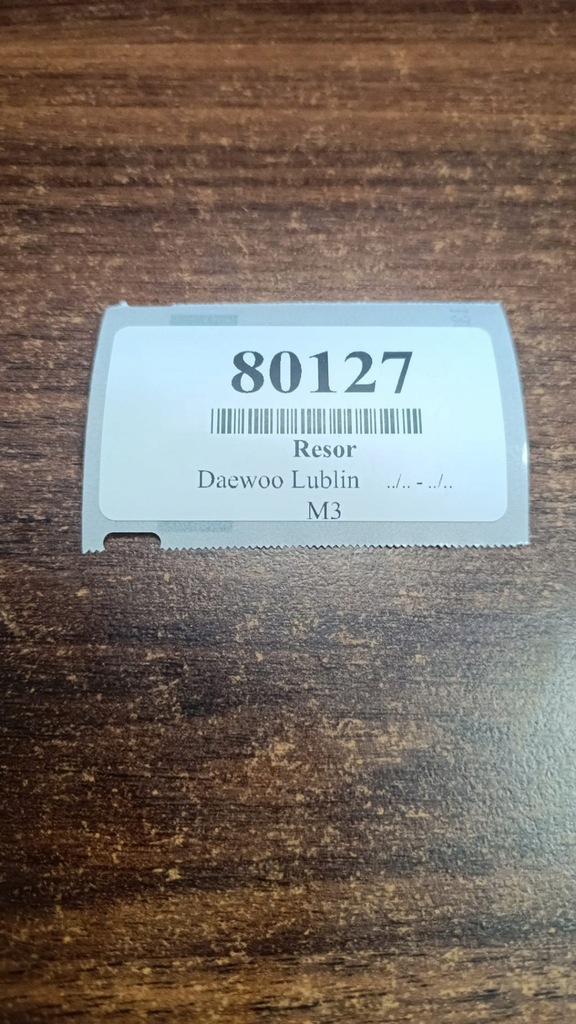 80127
Resor
Daewoo Lublin ../.. - ../..
M3